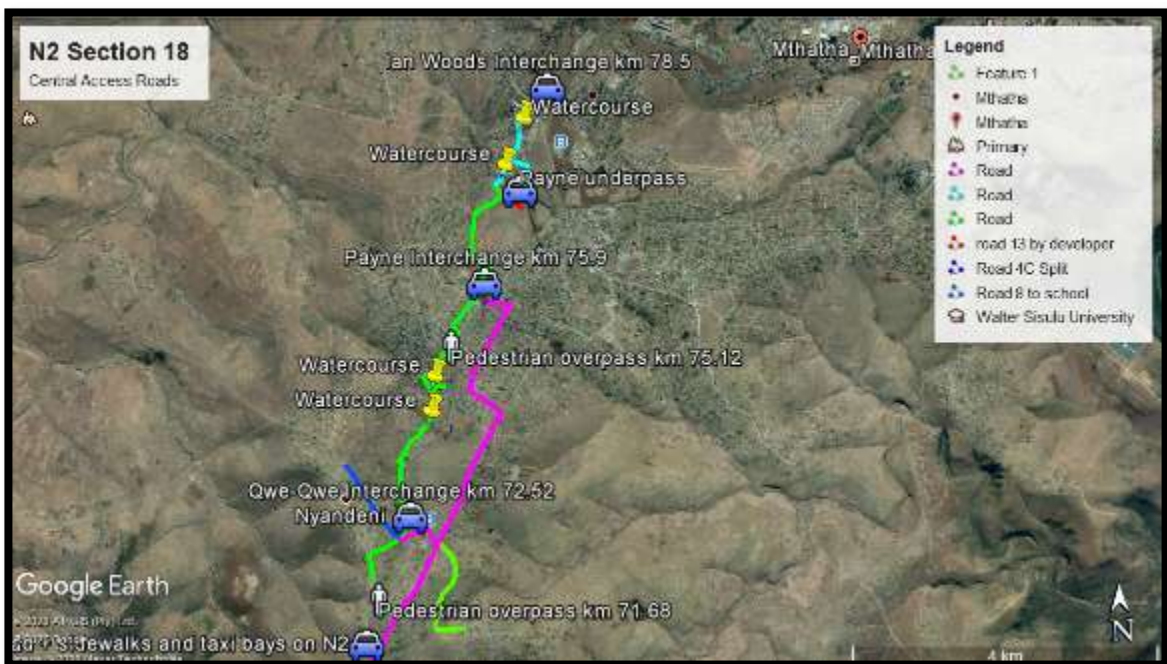 N2 Section 18
Central Access Roads
Ian Woods Interchange km 78.5
Watercourse
Mthatha
Mthatha
Watercourse
Payne underpass
Payne Interchange km 75.9
Pedestrian overpass km 75.12
Watercourse
Watercourse
Qwe-Qwe Interchange km 72.52
Nyandeni
Pedestrian overpass km 71.68
sidewalks and taxi bays on N2
Google Earth
Legend
Feature 1
Mthatha
Mthatha
Primary
Road
Road
Road
road 13 by developer
Road 4C Split
Road 8 to school
Walter Sisulu University
N
4 km